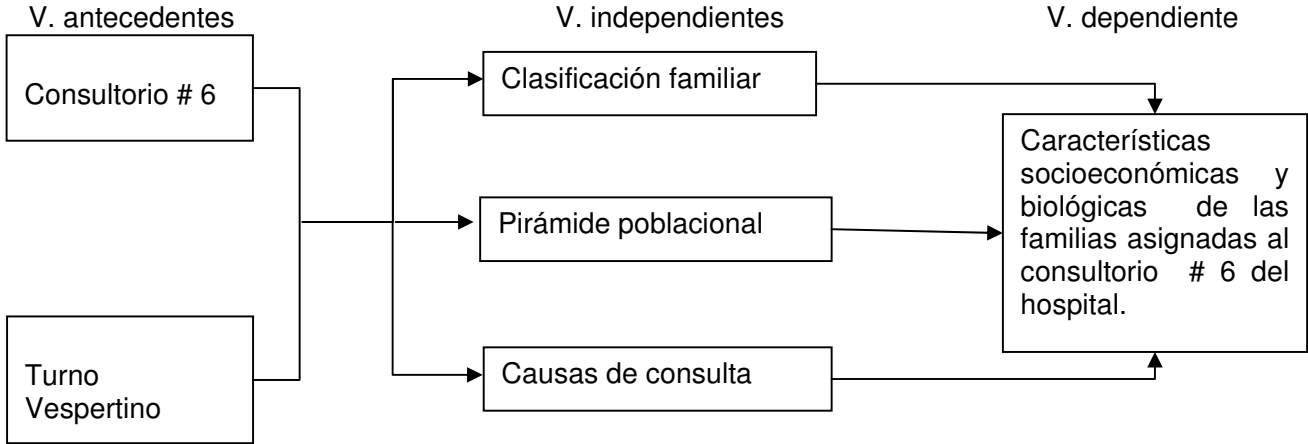 V. antecedentes
V. independientes
V. dependiente
Consultorio # 6
Turno
Vespertino
Clasificación familiar
Pirámide poblacional
Causas de consulta
Características
socioeconómicas y
biológicas de las
familias asignadas al
consultorio # 6 del
hospital.